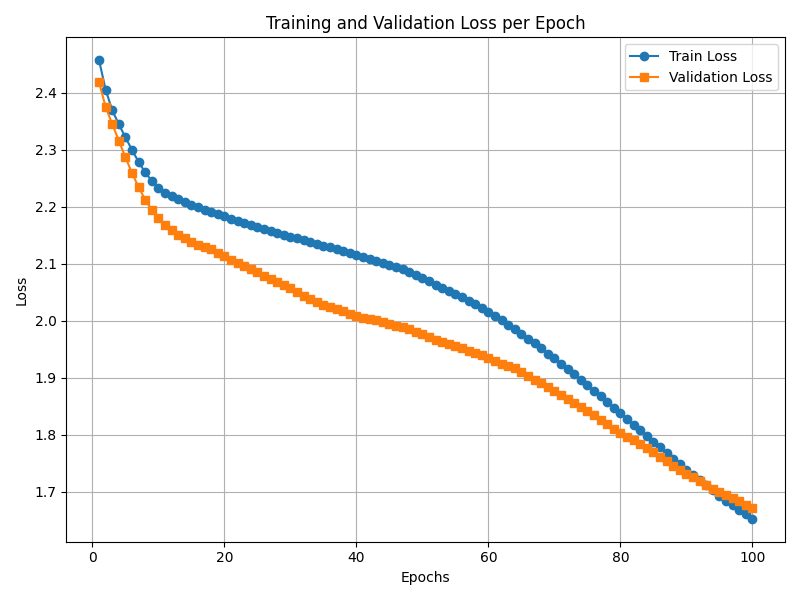 Training and Validation Loss per Epoch
Train Loss
Validation Loss
2.4
2.3
2.2
2.1
2.0
1.9
1.8
1.7
Loss
0 20 40 60 80 100
Epochs